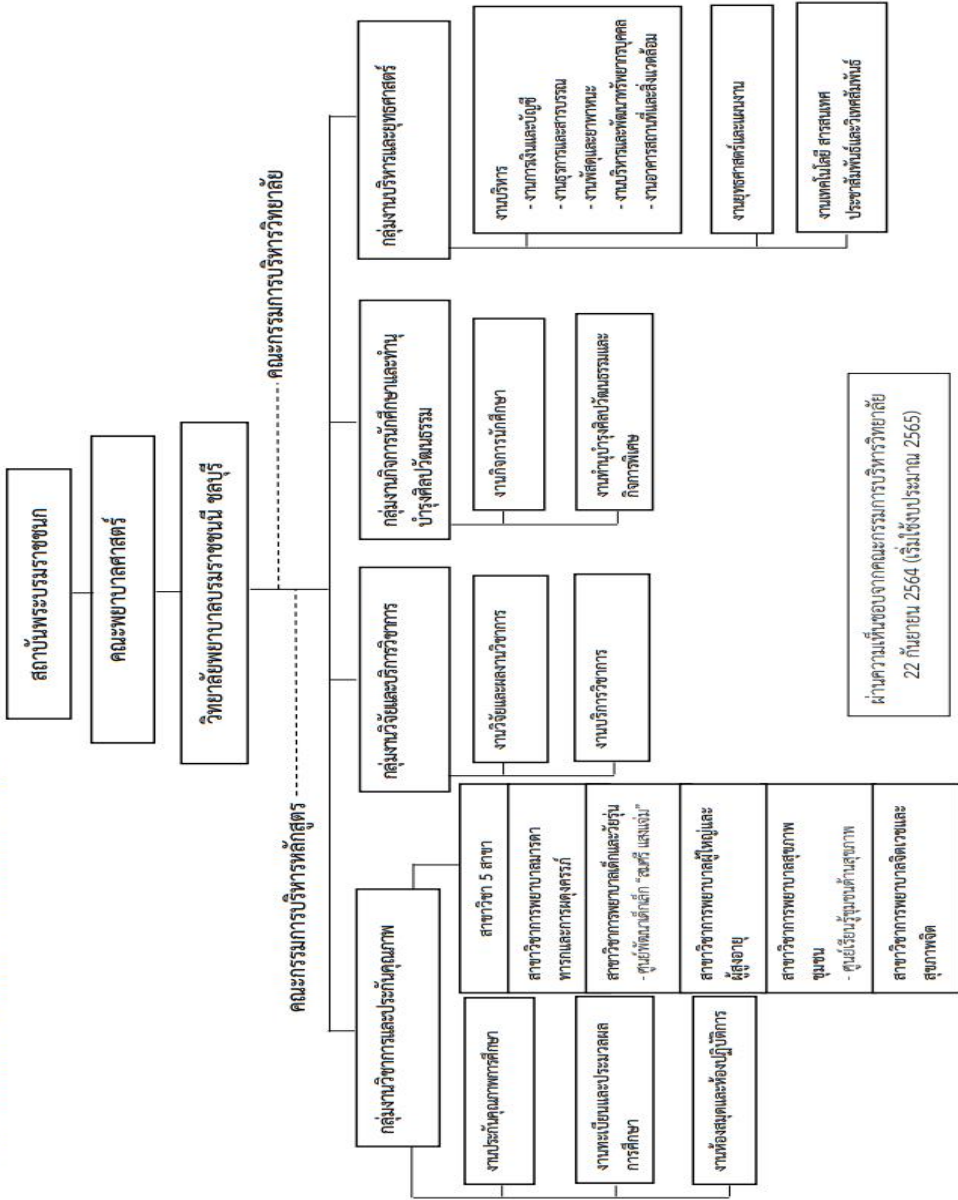 สถาบันพระบรมราชชนก
คณะพยาบาลศาสตร์
วิทยาลัยพยาบาลบรมราชชนนี ชลบุรี
คณะกรรมการบริหารหลักสูตร
คณะกรรมการบริหารวิทยาลัย
กลุ่มงานวิชาการและประกันคุณภาพ
งานประกันคุณภาพการศึกษา
งานทะเบียนและประมวลผล
การศึกษา
งานห้องสมุดและห้องปฏิบัติการ
สาขาวิชา 5 สาขา
สาขาวิชาการพยาบาลมารดา
ทารกและการผดุงครรภ์
สาขาวิชาการพยาบาลเด็กและวัยรุ่น
- ศูนย์พัฒนาเด็กเล็ก “สมศรี แสงแจ่ม”
สาขาวิชาการพยาบาลผู้ใหญ่และ
ผู้สูงอายุ
สาขาวิชาการพยาบาลสุขภาพ
ชุมชน
- ศูนย์เรียนรู้ชุมชนด้านสุขภาพ
สาขาวิชาการพยาบาลจิตเวชและ
สุขภาพจิต
กลุ่มงานวิจัยและบริการวิชาการ
งานวิจัยและผลงานวิชาการ
งานบริการวิชาการ
กลุ่มงานกิจการนักศึกษาและทำนุ
บำรุงศิลปวัฒนธรรม
งานกิจการนักศึกษา
งานทำนุบำรุงศิลปวัฒนธรรมและ
กิจการพิเศษ
กลุ่มงานบริหารและยุทธศาสตร์
งานบริหาร
- งานการเงินและบัญชี
- งานธุรการและสารบรรณ
- งานพัสดุและยาพาหนะ
- งานบริหารและพัฒนาทรัพยากรบุคคล
- งานอาคารสถานที่และสิ่งแวดล้อม
งานยุทธศาสตร์และแผนงาน
งานเทคโนโลยี สารสนเทศ
ประชาสัมพันธ์และวิเทศสัมพันธ์
ผ่านความเห็นชอบจากคณะกรรมการบริหารวิทยาลัย
22 กันยายน 2564 (เริ่มใช้งบประมาณ 2565)